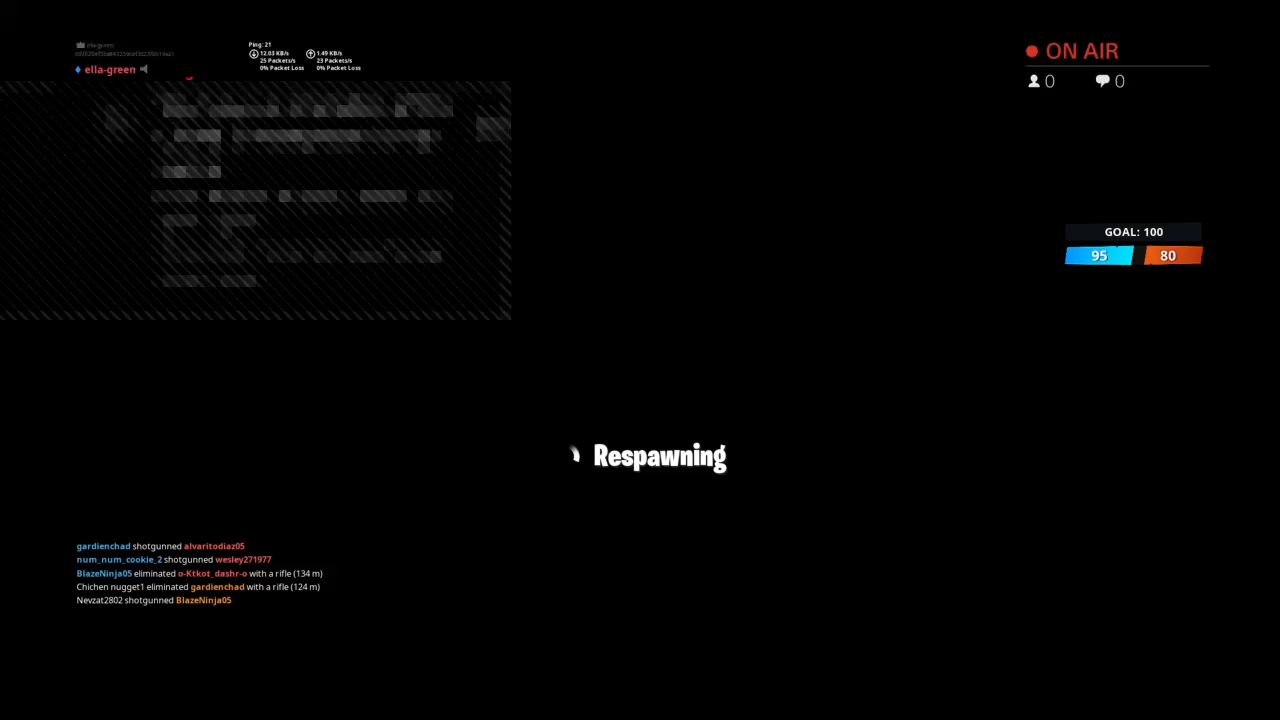 Ping: 21
12.03 KB/s 1.49 KB/s
25 Packets/s 23 Packets/s
0% Packet Loss 0% Packet Loss
ella-green
ON AIR
0 0
GOAL: 100
95 80
Respawning
gardienchad shotgunned alvaritodiaz05
num_num_cookie_2 shotgunned wesley271977
BlazeNinja05 eliminated o-Ktkot_dashr-o with a rifle (134 m)
Chichen nugget1 eliminated gardienchad with a rifle (124 m)
Nevzat2802 shotgunned BlazeNinja05